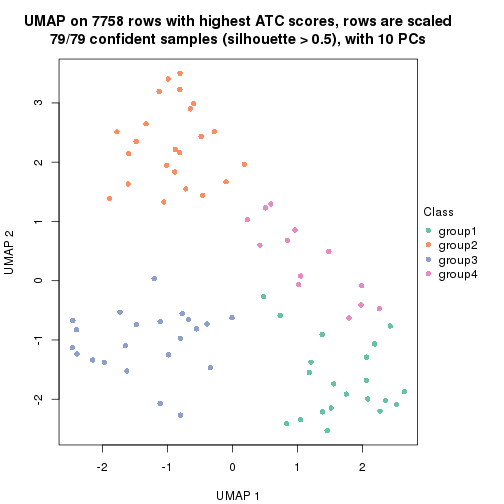 UMAP on 7758 rows with highest ATC scores, rows are scaled
79/79 confident samples (silhouette > 0.5), with 10 PCs
3
2
1
0
-1
-2
UMAP 2
-2
-1
0
1
2
UMAP 1
Class
group1
group2
group3
group4